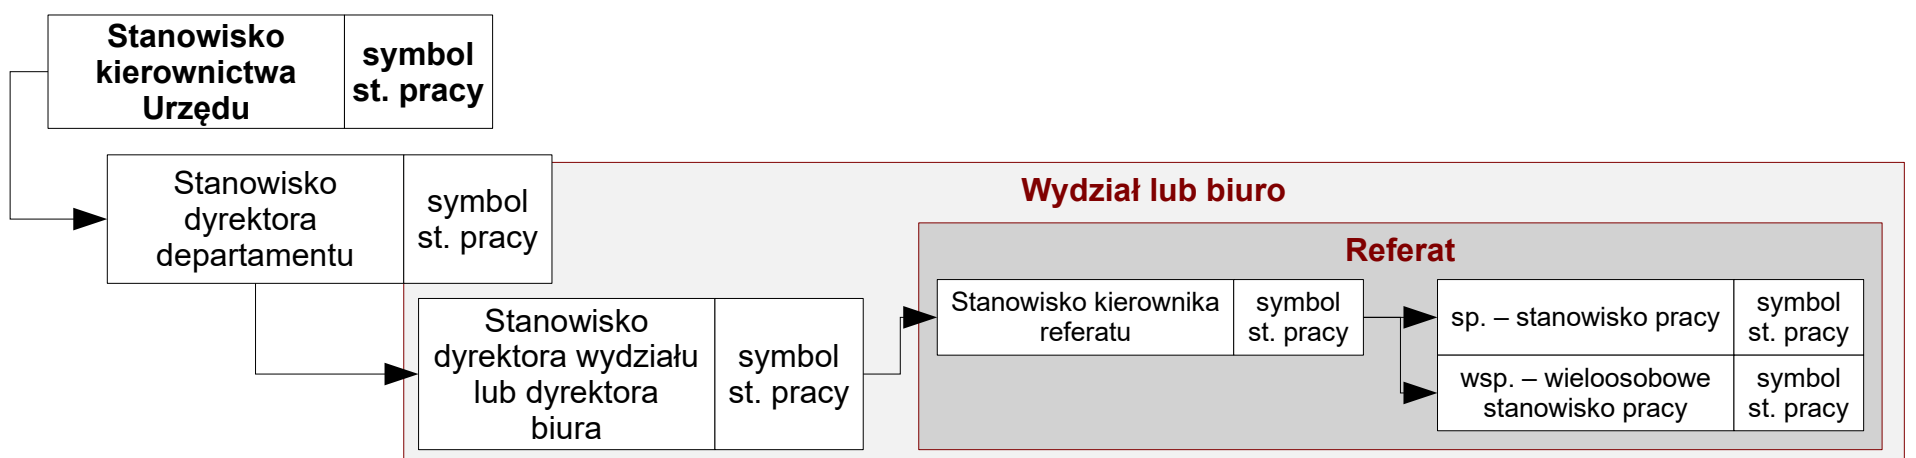 Stanowisko
kierownictwa
Urzędu
symbol
st. pracy
Stanowisko
dyrektora
departamentu
symbol
st. pracy
Wydział lub biuro
Referat
Stanowisko
dyrektora wydziału
lub dyrektora
biura
symbol
st. pracy
Stanowisko kierownika
referatu
symbol
st. pracy
sp. – stanowisko pracy
symbol
st. pracy
wsp. – wieloosobowe
stanowisko pracy
symbol
st. pracy